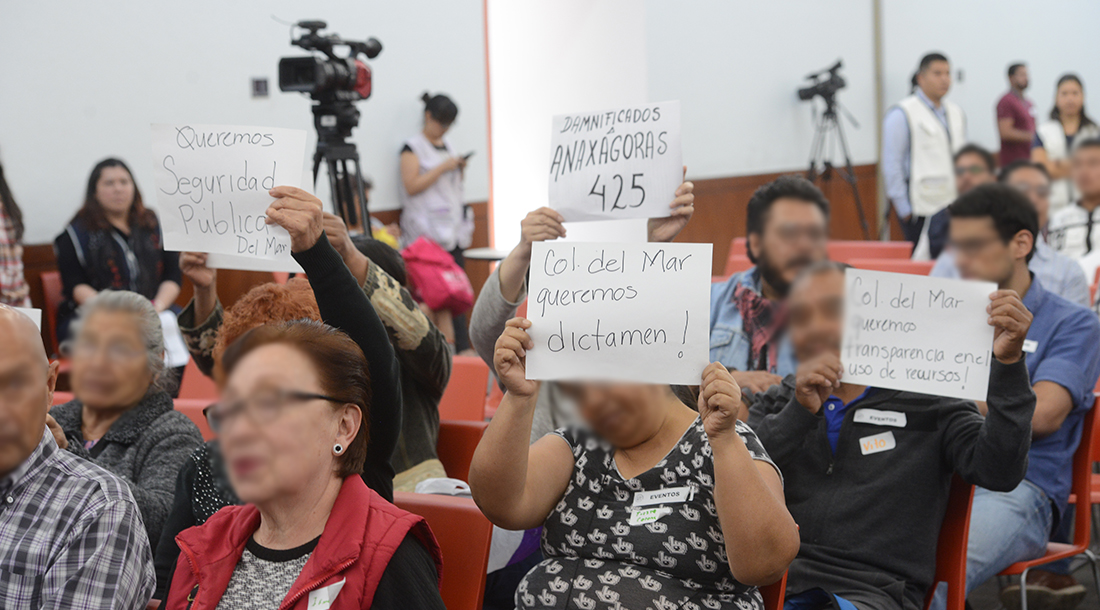 Queremos
Seguridad
Pública
Del Mar
DAMNIFICADOS
ANAXÁGORAS
425
Col. del Mar
queremos
dictamen!
Col. del Mar
queremos
transparencia en el
uso de recursos!
EVENTOS
EVENTOS